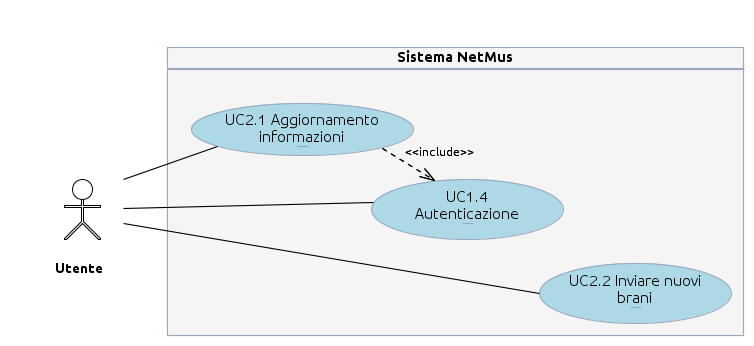 Sistema NetMus
UC2.1 Aggiornamento
informazioni
<<include>>
UC1.4
Autenticazione
Utente
UC2.2 Inviare nuovi
brani